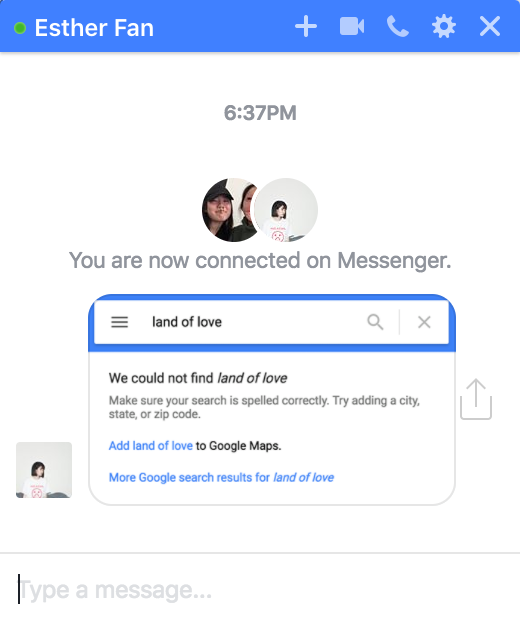 Esther Fan
6:37PM
You are now connected on Messenger.
land of love
We could not find land of love
Make sure your search is spelled correctly. Try adding a city,
state, or zip code.
Add land of love to Google Maps.
More Google search results for land of love
Type a message...